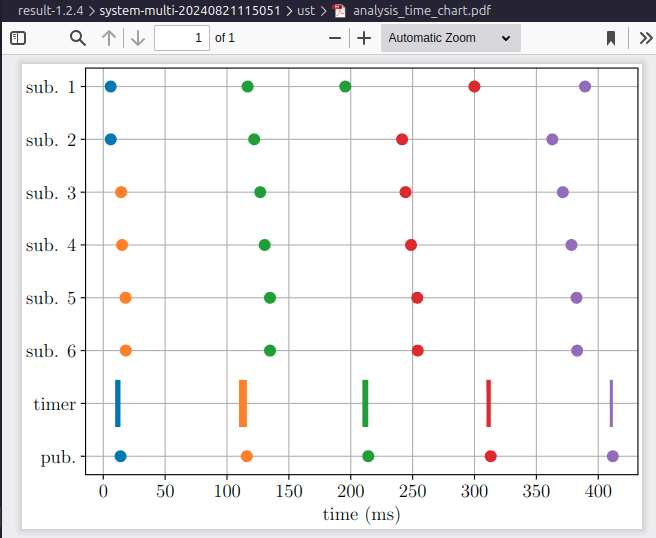 result-1.2.4 > system-multi-20240821115051 > ust > analysis_time_chart.pdf
1 of 1 Automatic Zoom
sub. 1
sub. 2
sub. 3
sub. 4
sub. 5
sub. 6
timer
pub.
0 50 100 150 200 250 300 350 400
time (ms)